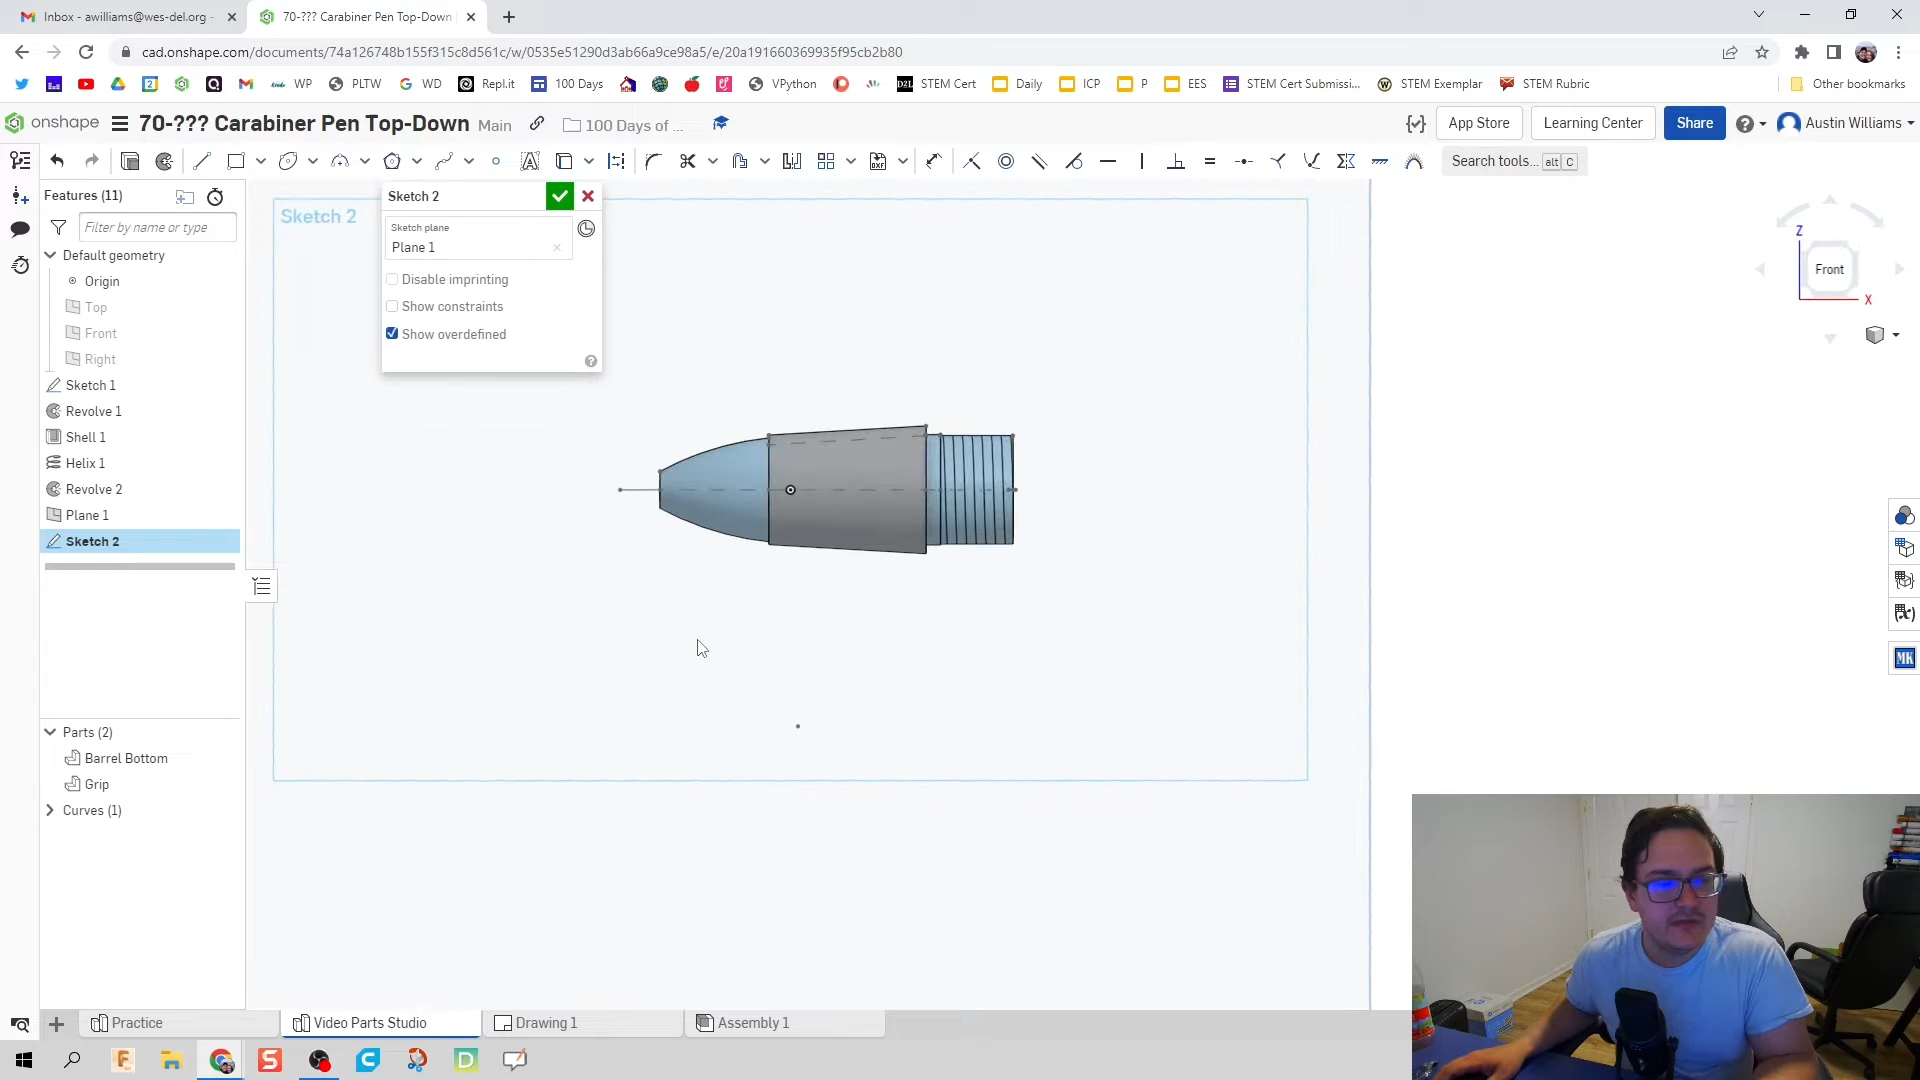 Inbox - awilliams@wes-del.org -
70-??? Carabiner Pen Top-Down
cad.onshape.com/documents/74a126748b155f315c8d561c/w/0535e51290d3ab66a9ce98a5/e/20a191660369935f95cb2b80
WP
PLTW
WD
Repl.it
100 Days
VPython
STEM Cert
Daily
ICP
P
EES
STEM Cert Submissi...
STEM Exemplar
STEM Rubric
Other bookmarks
onshape
70-??? Carabiner Pen Top-Down
Main
100 Days of ...
App Store
Learning Center
Share
Austin Williams
Search tools... alt C
Features (11)
Filter by name or type
Default geometry
Origin
Top
Front
Right
Sketch 1
Revolve 1
Shell 1
Helix 1
Revolve 2
Plane 1
Sketch 2
Parts (2)
Barrel Bottom
Grip
Curves (1)
Sketch 2
Sketch 2
Sketch plane
Plane 1
Disable imprinting
Show constraints
Show overdefined
Z
Front
X
MK
Practice
Video Parts Studio
Drawing 1
Assembly 1